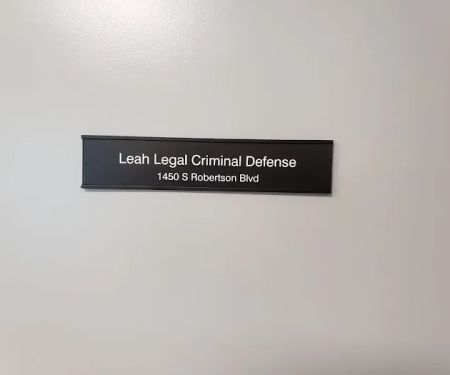 Leah Legal Criminal Defense
1450 S Robertson Blvd